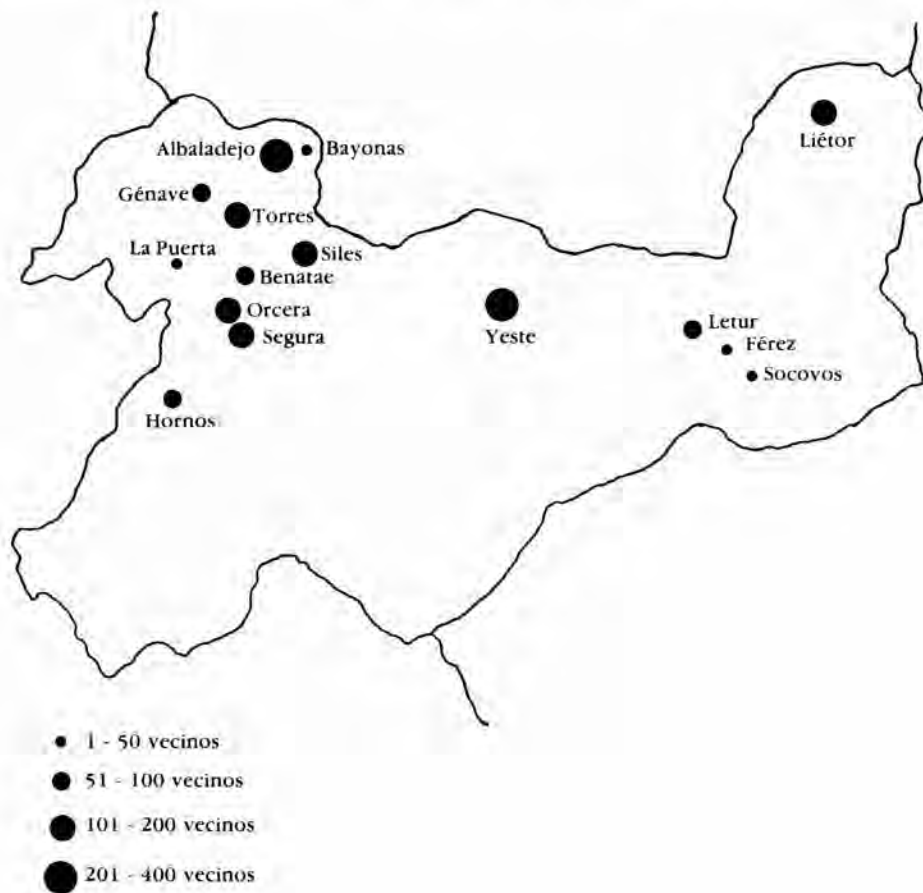 Liétor
Albaladejo
Bayonas
Génave
Torres
La Puerta
Siles
Benatae
Orcera
Segura
Yeste
Letur
Férez
Socovos
Hornos
1 - 50 vecinos
51 - 100 vecinos
101 - 200 vecinos
201 - 400 vecinos